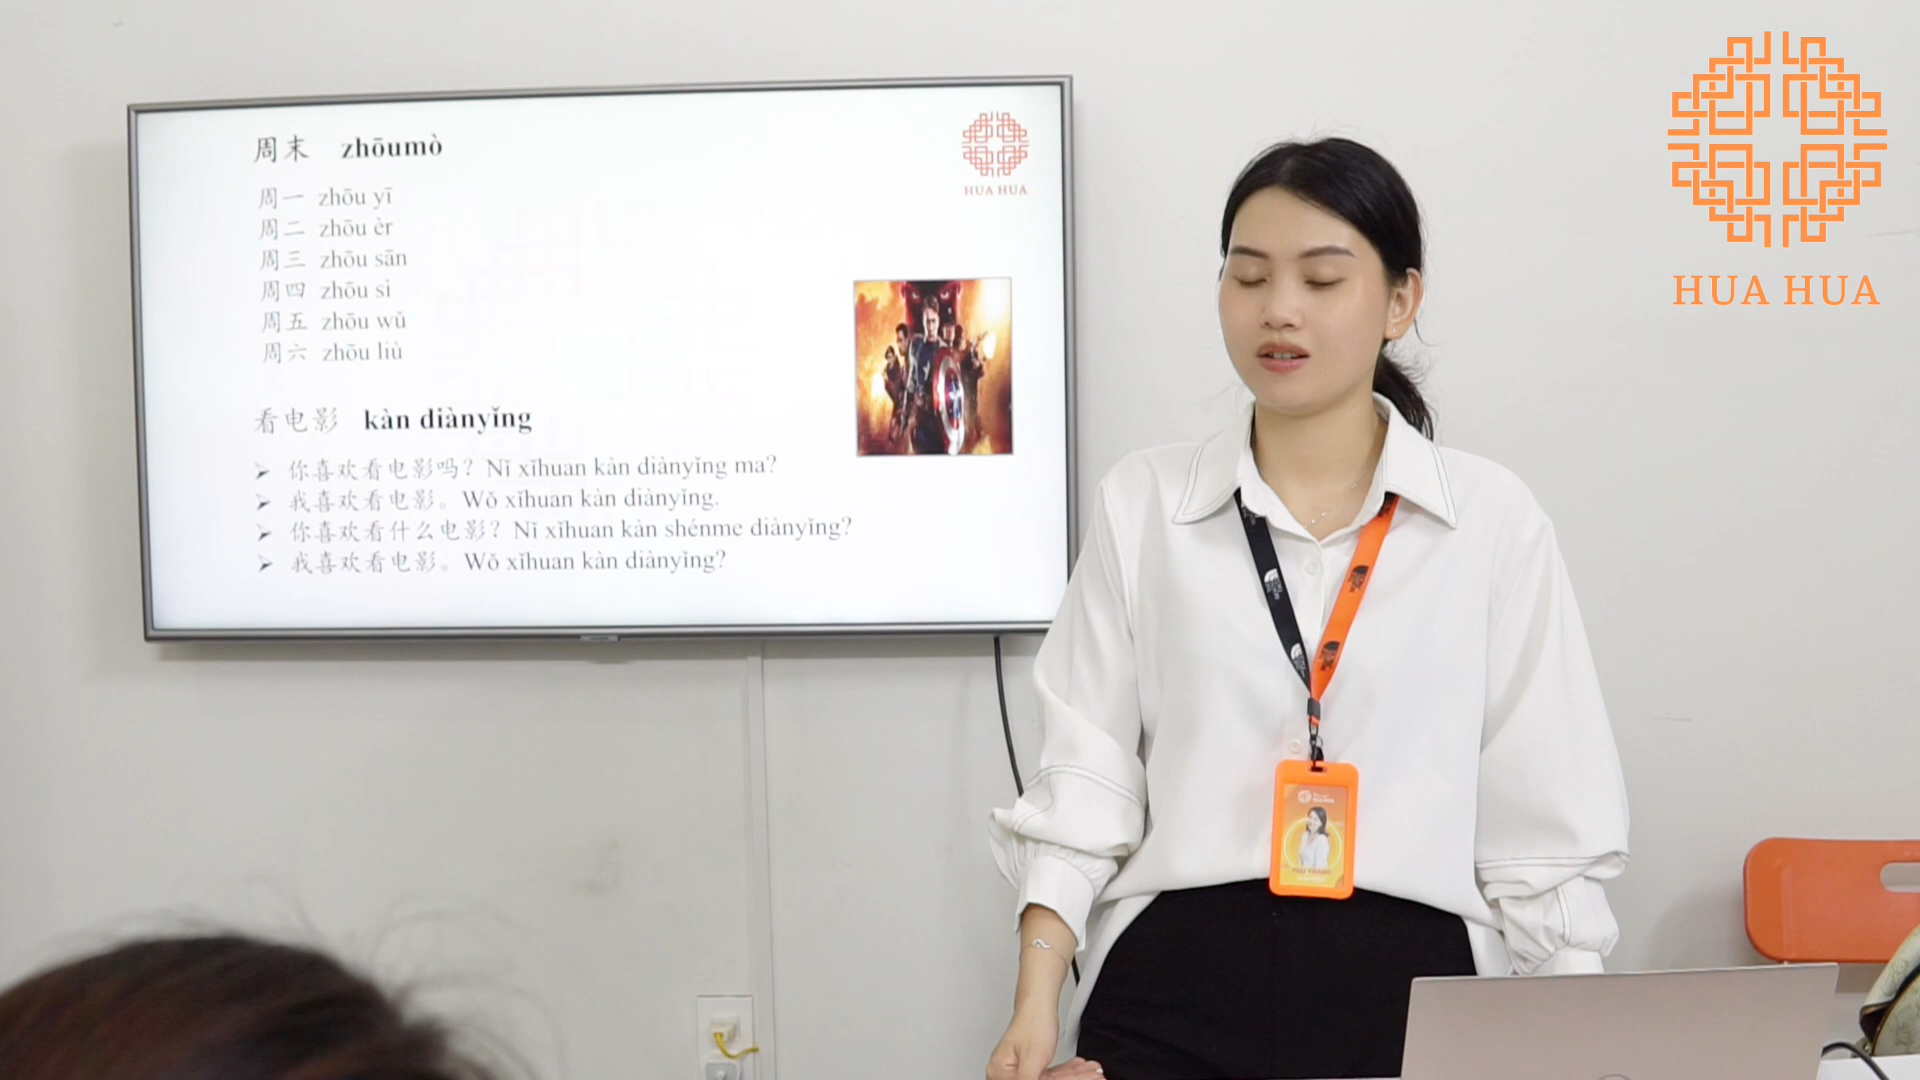 周末 zhōumò
周一 zhōu yī
周二 zhōu èr
周三 zhōu sān
周四 zhōu sì
周五 zhōu wǔ
周六 zhōu liù
看电影 kàn diànyǐng
➢ 你喜欢看电影吗? Nǐ xǐhuan kàn diànyǐng ma?
➢ 我喜欢看电影。Wǒ xǐhuan kàn diànyǐng.
➢ 你喜欢看什么电影? Nǐ xǐhuan kàn shénme diànyǐng?
➢ 我喜欢看电影。Wǒ xǐhuan kàn diànyǐng?
HUA HUA
HUA HUA